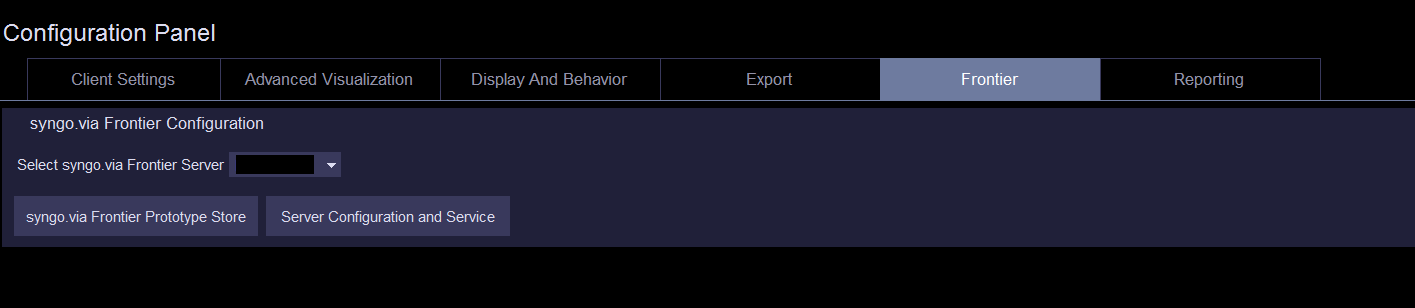 Configuration Panel
Client Settings Advanced Visualization Display And Behavior Export Frontier Reporting
syngo.via Frontier Configuration
Select syngo.via Frontier Server
syngo.via Frontier Prototype Store Server Configuration and Service